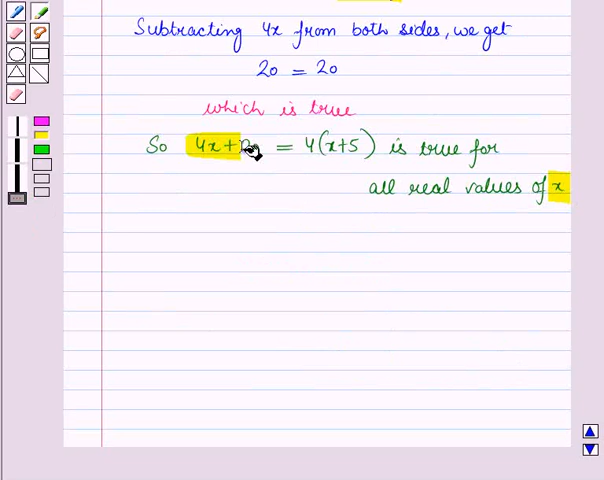 Subtracting 4x from both sides, we get
20 = 20
which is true
So 4x+20 = 4(x+5) is true for
all real values of x